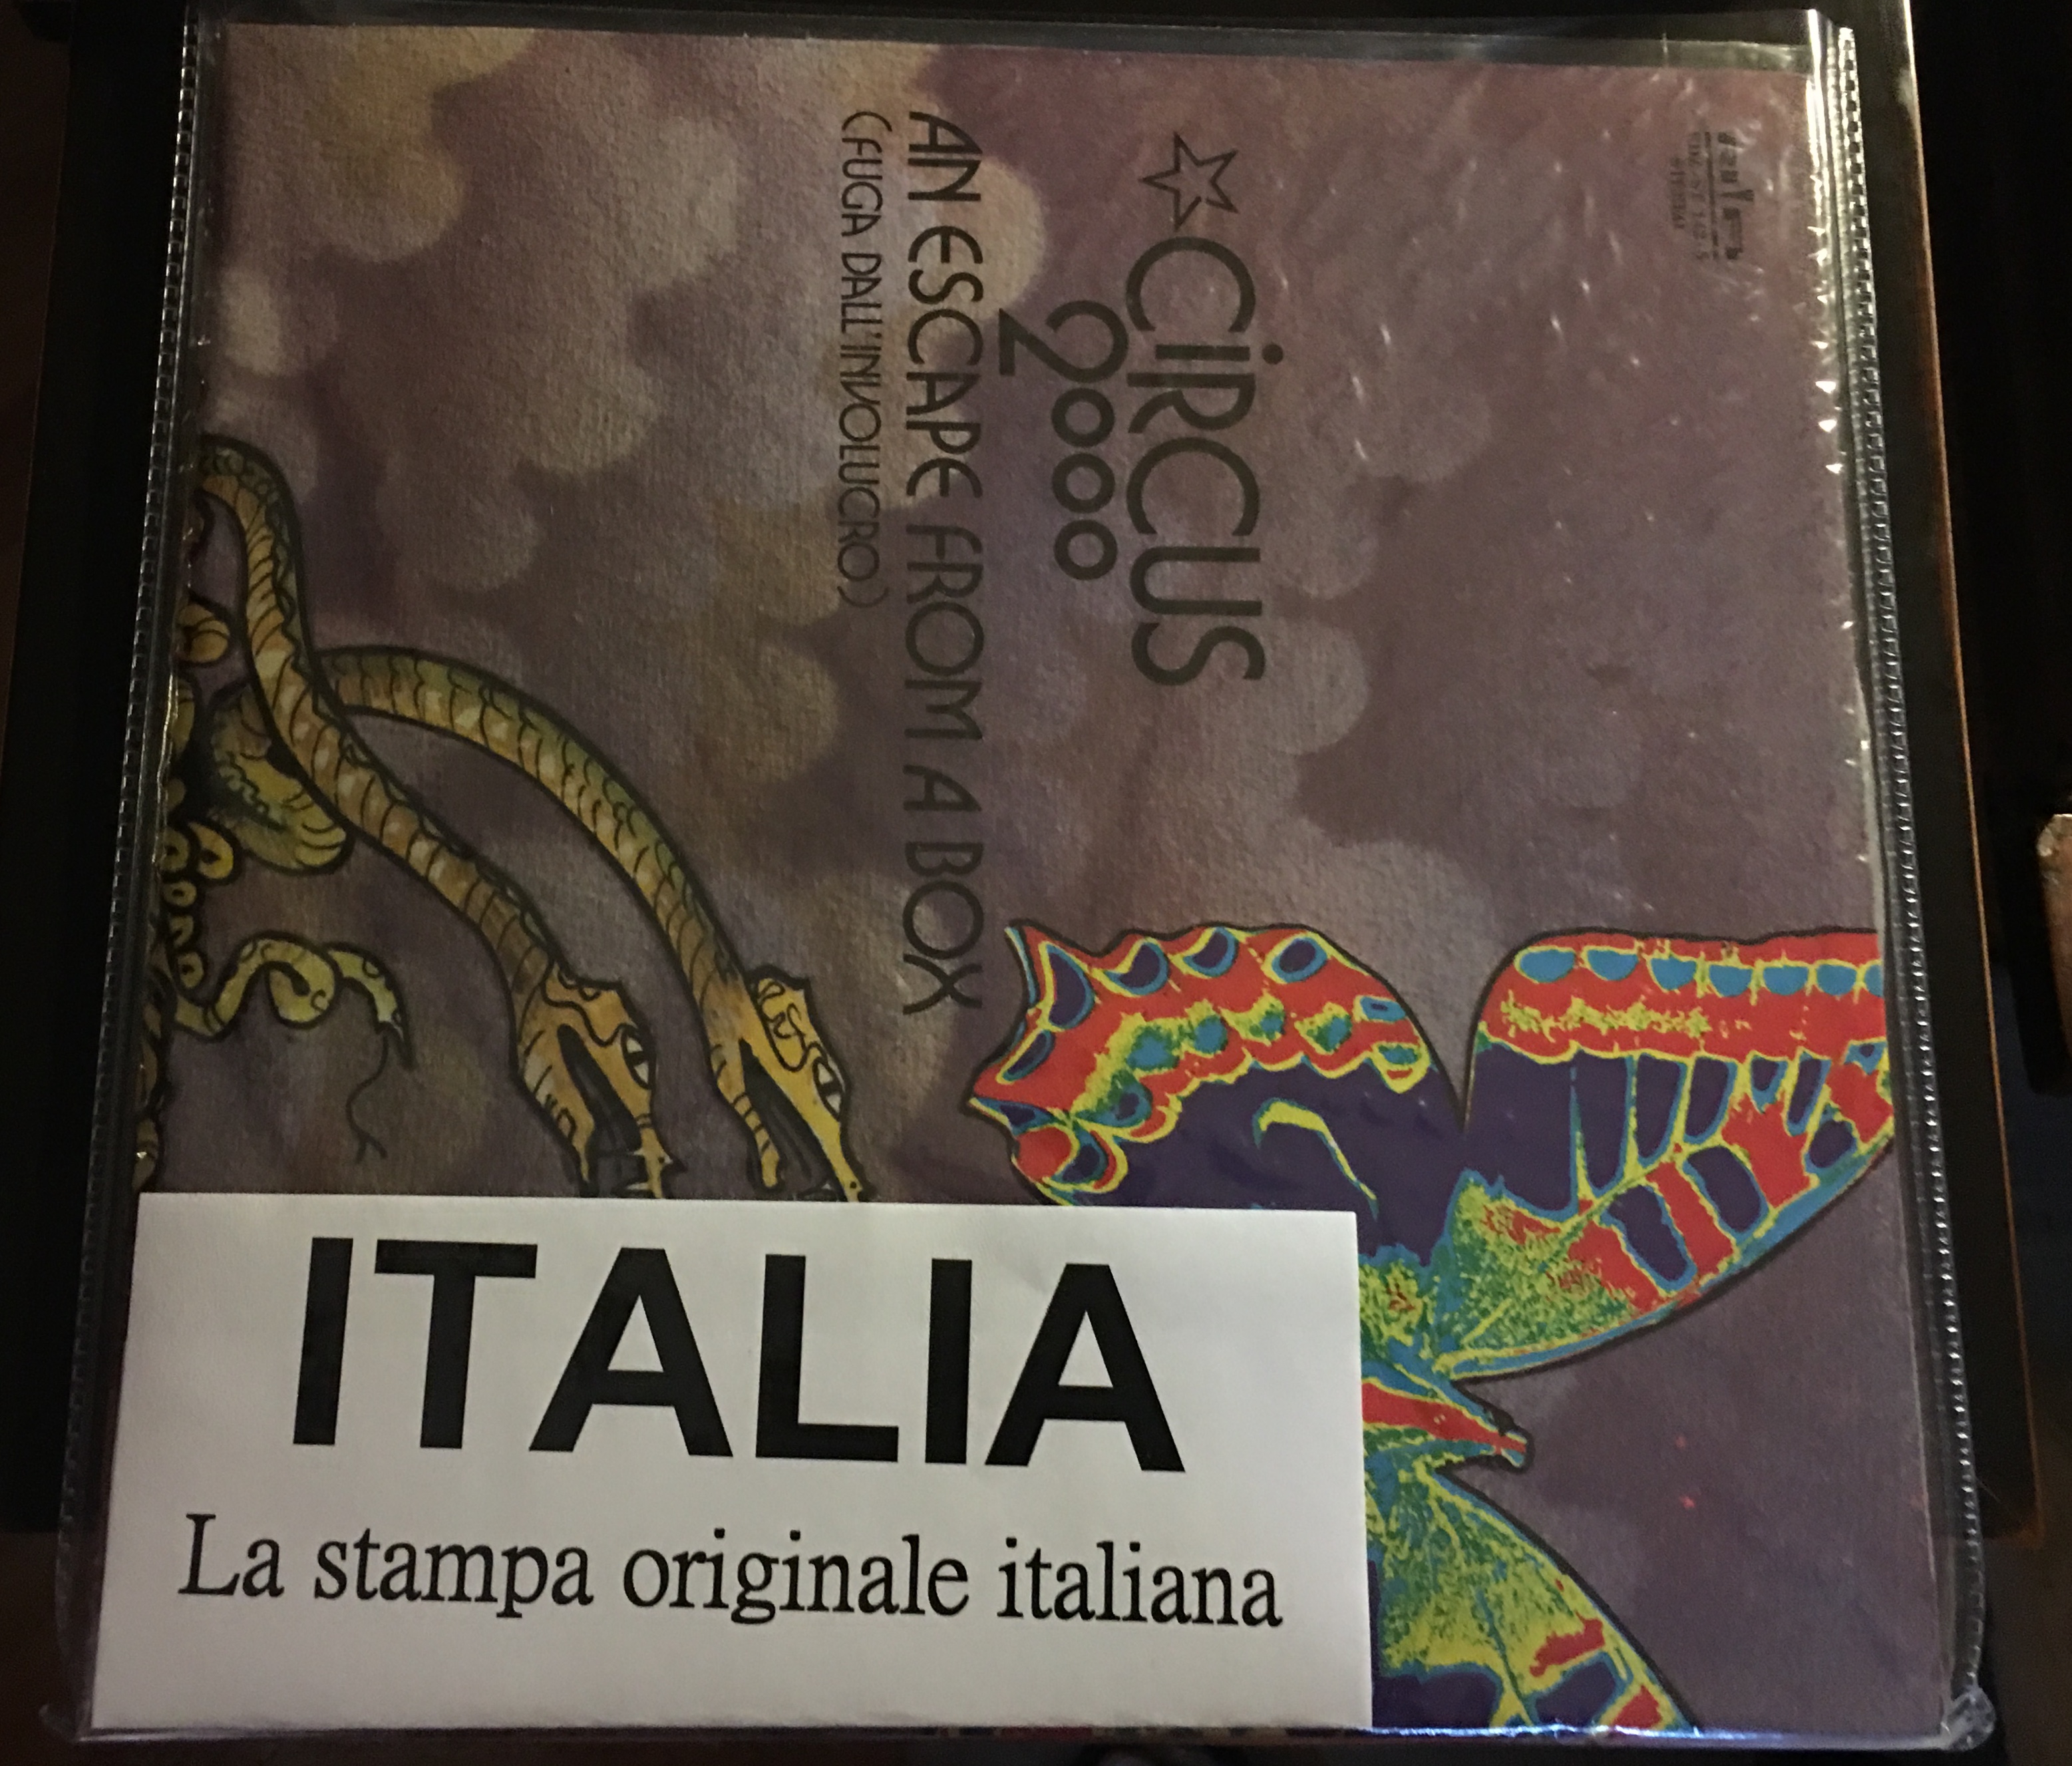 ☆CiRCUS
2000
AN ESCAPE FROM A BOX
(FUGA DALL'INVOLUCRO)
ITALIA
La stampa originale italiana